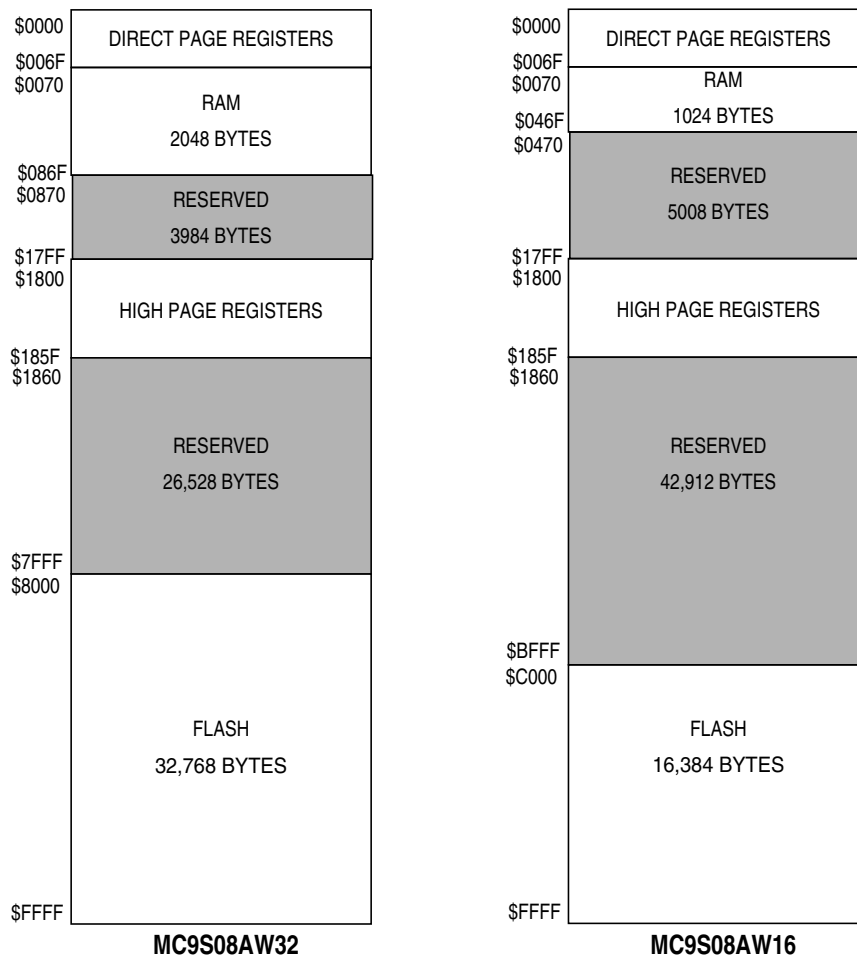 $0000
DIRECT PAGE REGISTERS
$006F
$0070
RAM
2048 BYTES
$086F
$0870
RESERVED
3984 BYTES
$17FF
$1800
HIGH PAGE REGISTERS
$185F
$1860
RESERVED
26,528 BYTES
$7FFF
$8000
FLASH
32,768 BYTES
$FFFF
MC9S08AW32
$0000
DIRECT PAGE REGISTERS
$006F
$0070
RAM
1024 BYTES
$046F
$0470
RESERVED
5008 BYTES
$17FF
$1800
HIGH PAGE REGISTERS
$185F
$1860
RESERVED
42,912 BYTES
$BFFF
$C000
FLASH
16,384 BYTES
$FFFF
MC9S08AW16